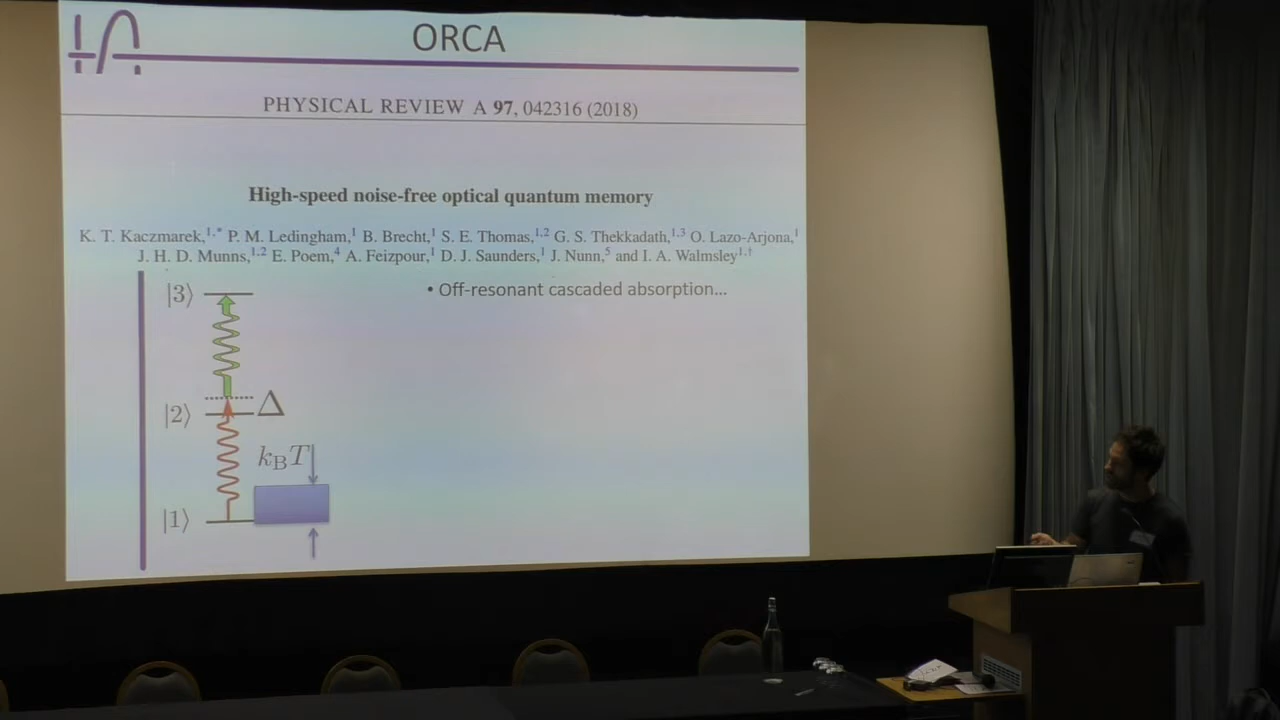 ORCA
PHYSICAL REVIEW A 97, 042316 (2018)
High-speed noise-free optical quantum memory
K. T. Kaczmarek,1,* P. M. Ledingham,1 B. Brecht,1 S. E. Thomas,1,2 G. S. Thekkadath,1,3 O. Lazo-Arjona,1
J. H. D. Munns,1,2 E. Poem,4 A. Feizpour,1 D. J. Saunders,1 J. Nunn,5 and I. A. Walmsley1,†
• Off-resonant cascaded absorption...
|3⟩
|2⟩ Δ
kBT
|1⟩